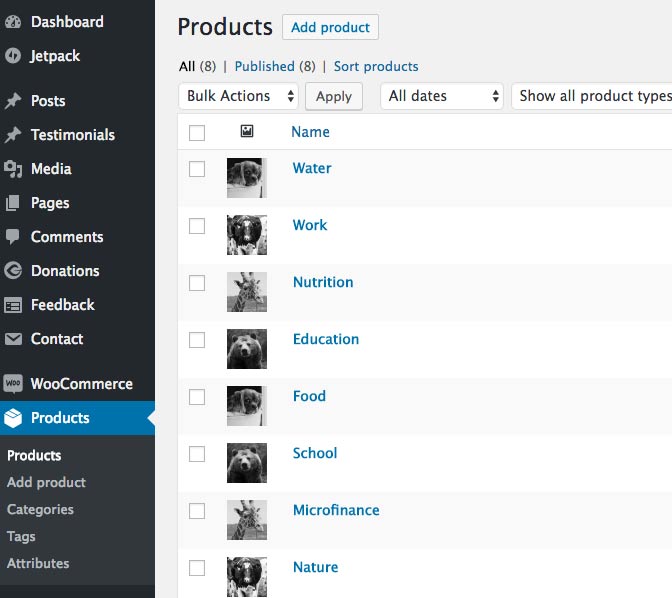 Dashboard
Jetpack
Posts
Testimonials
Media
Pages
Comments
Donations
Feedback
Contact
WOO WooCommerce
Products
Products
Add product
Categories
Tags
Attributes
Products Add product
All (8) | Published (8) | Sort products
Bulk Actions Apply All dates Show all product types
Name
Water
Work
Nutrition
Education
Food
School
Microfinance
Nature